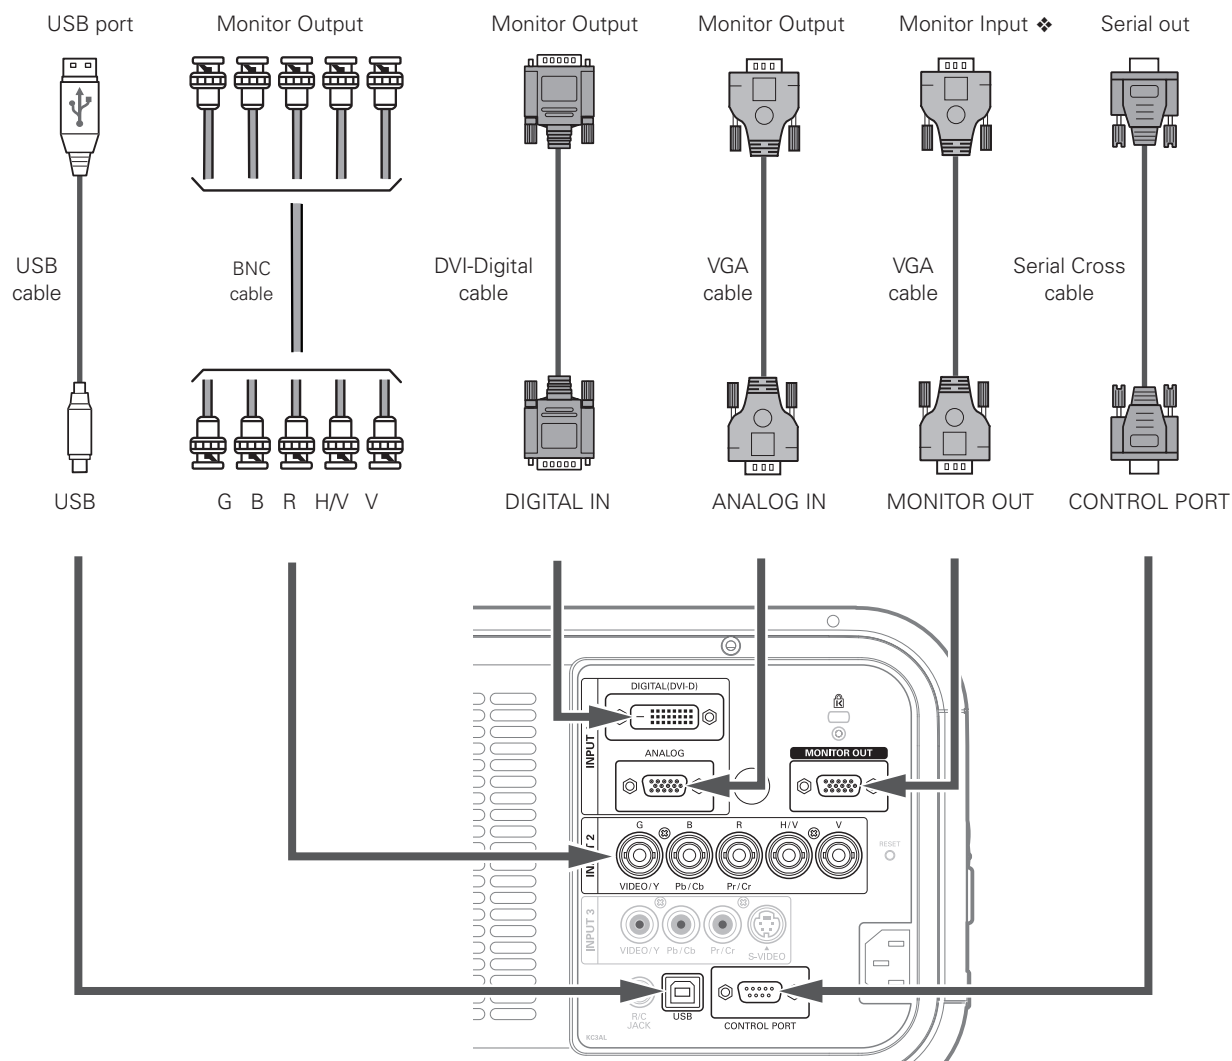 USB port
Monitor Output
Monitor Output
Monitor Output
Monitor Input ❖
Serial out
USB
cable
BNC
cable
DVI-Digital
cable
VGA
cable
VGA
cable
Serial Cross
cable
USB
G B R H/V V
DIGITAL IN
ANALOG IN
MONITOR OUT
CONTROL PORT
DIGITAL(DVI-D)
INPUT
ANALOG
K
MONITOR OUT
G B R H/V V
RESET
VIDEO/Y Pb/Cb Pr/Cr
INPUT 3
VIDEO/Y Pb/Cb Pr/Cr
S-VIDEO
R/C
JACK
USB
CONTROL PORT
KC3AL